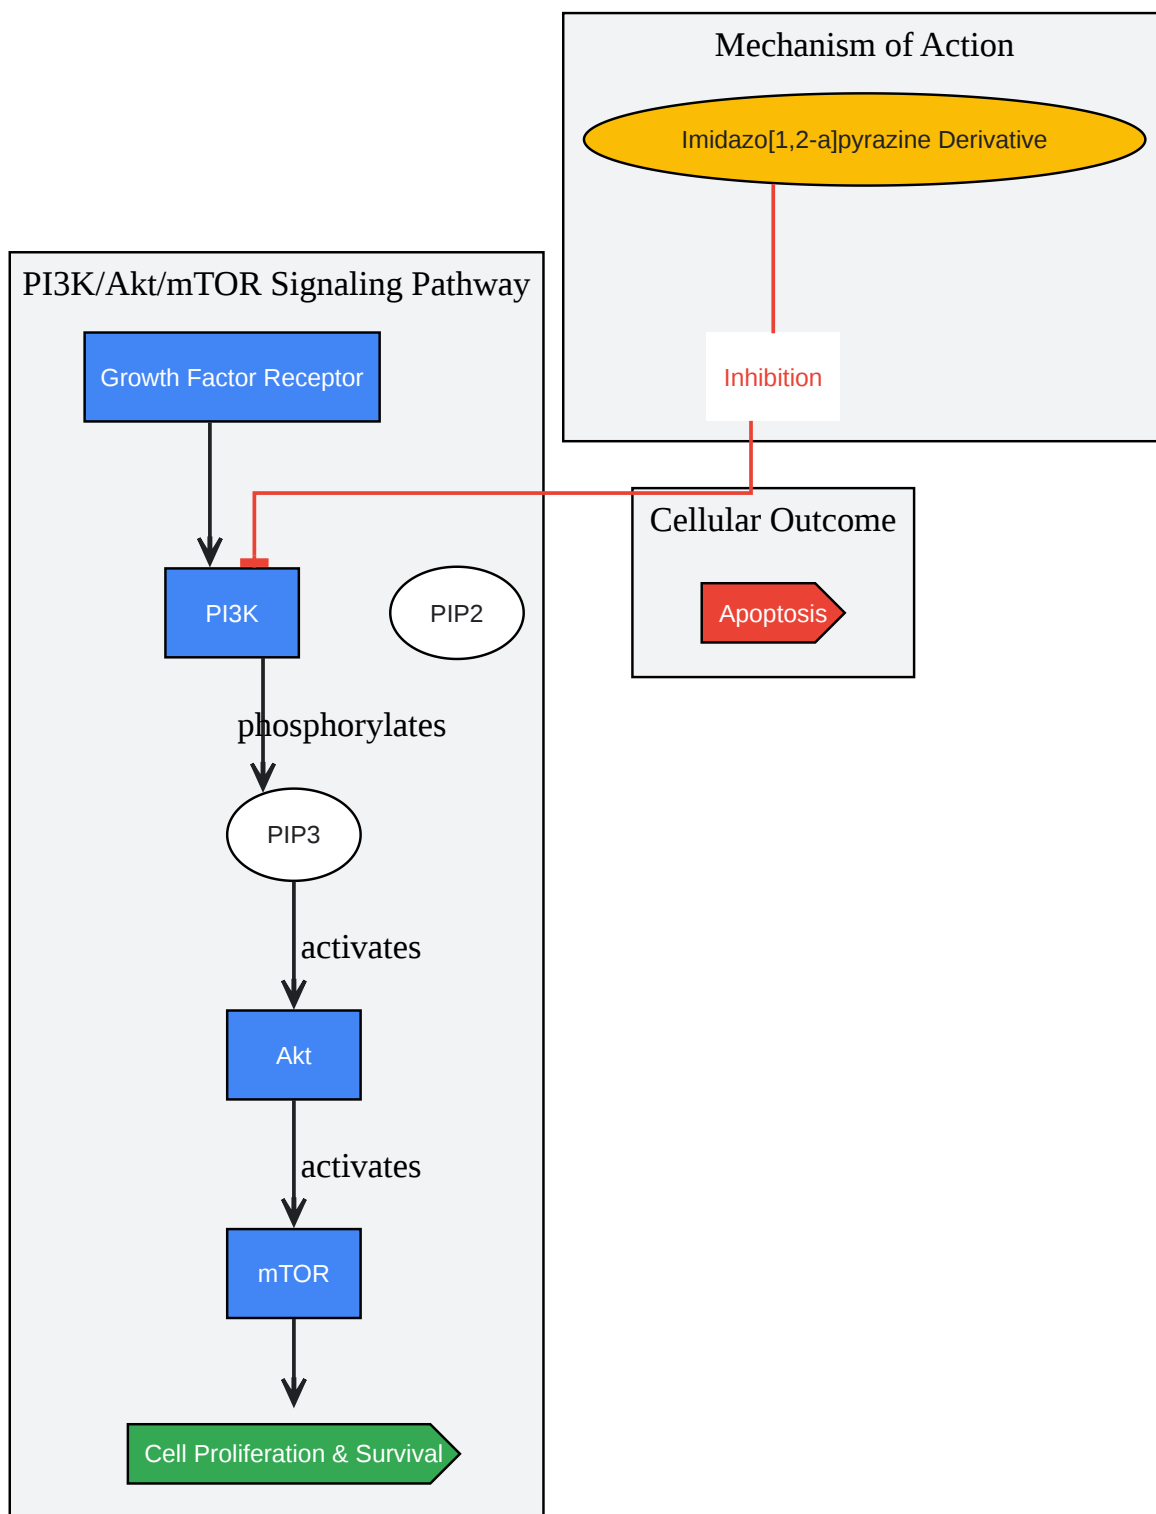 Mechanism of Action
Imidazo[1,2-a]pyrazine Derivative
Inhibition
PI3K/Akt/mTOR Signaling Pathway
Growth Factor Receptor
PI3K
PIP2
phosphorylates
PIP3
activates
Akt
activates
mTOR
Cell Proliferation & Survival
Cellular Outcome
Apoptosis